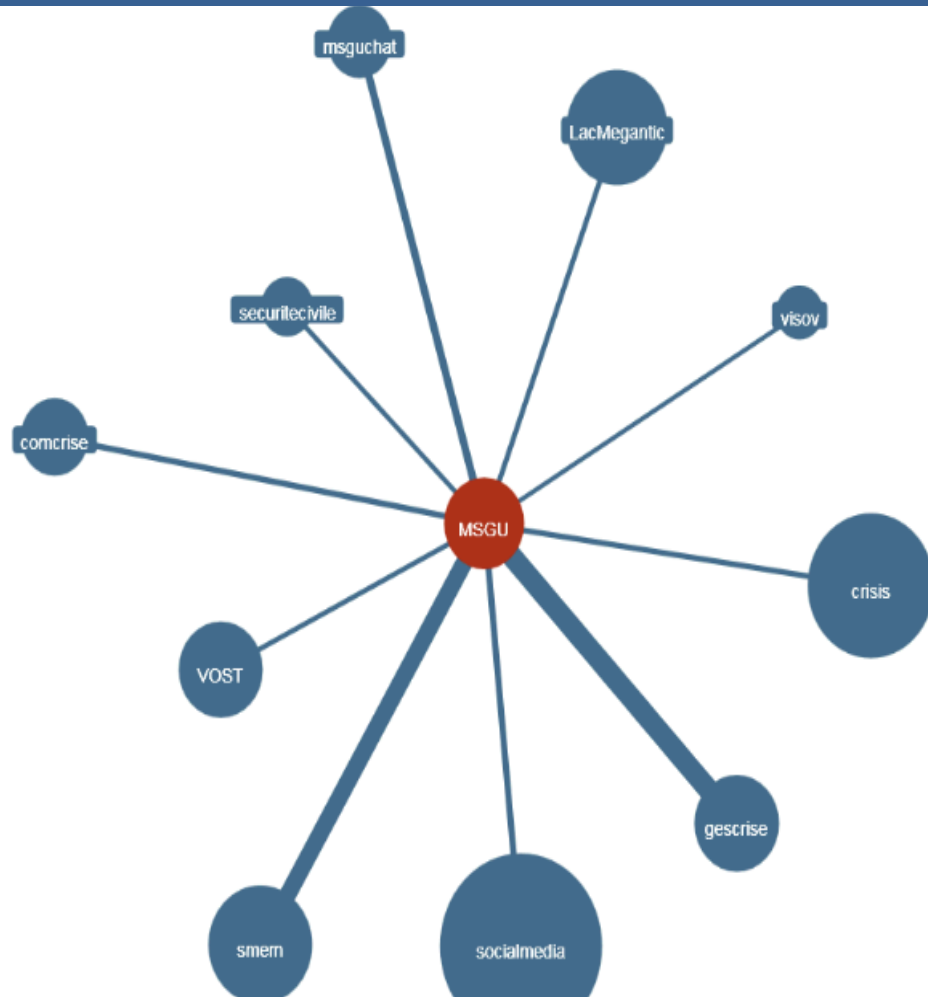 msguchat
LacMegantic
securitecivile
visov
comcrise
MSGU
crisis
VOST
gescrise
smem
socialmedia